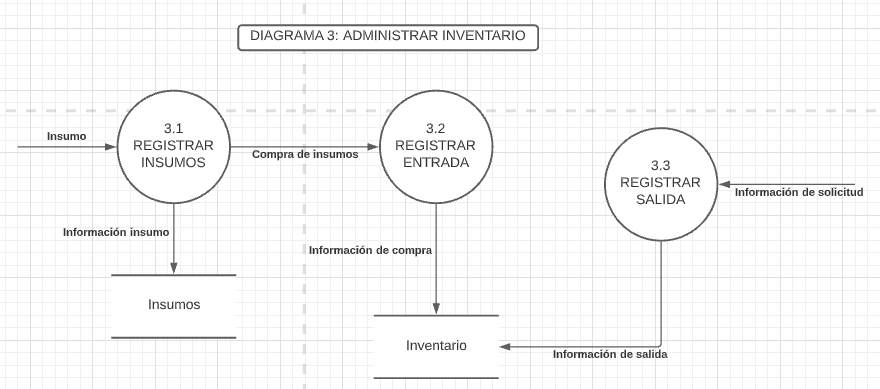 DIAGRAMA 3: ADMINISTRAR INVENTARIO
Insumo
3.1
REGISTRAR
INSUMOS
Compra de insumos
3.2
REGISTRAR
ENTRADA
3.3
REGISTRAR
SALIDA
Información de solicitud
Información insumo
Información de compra
Insumos
Inventario
Información de salida